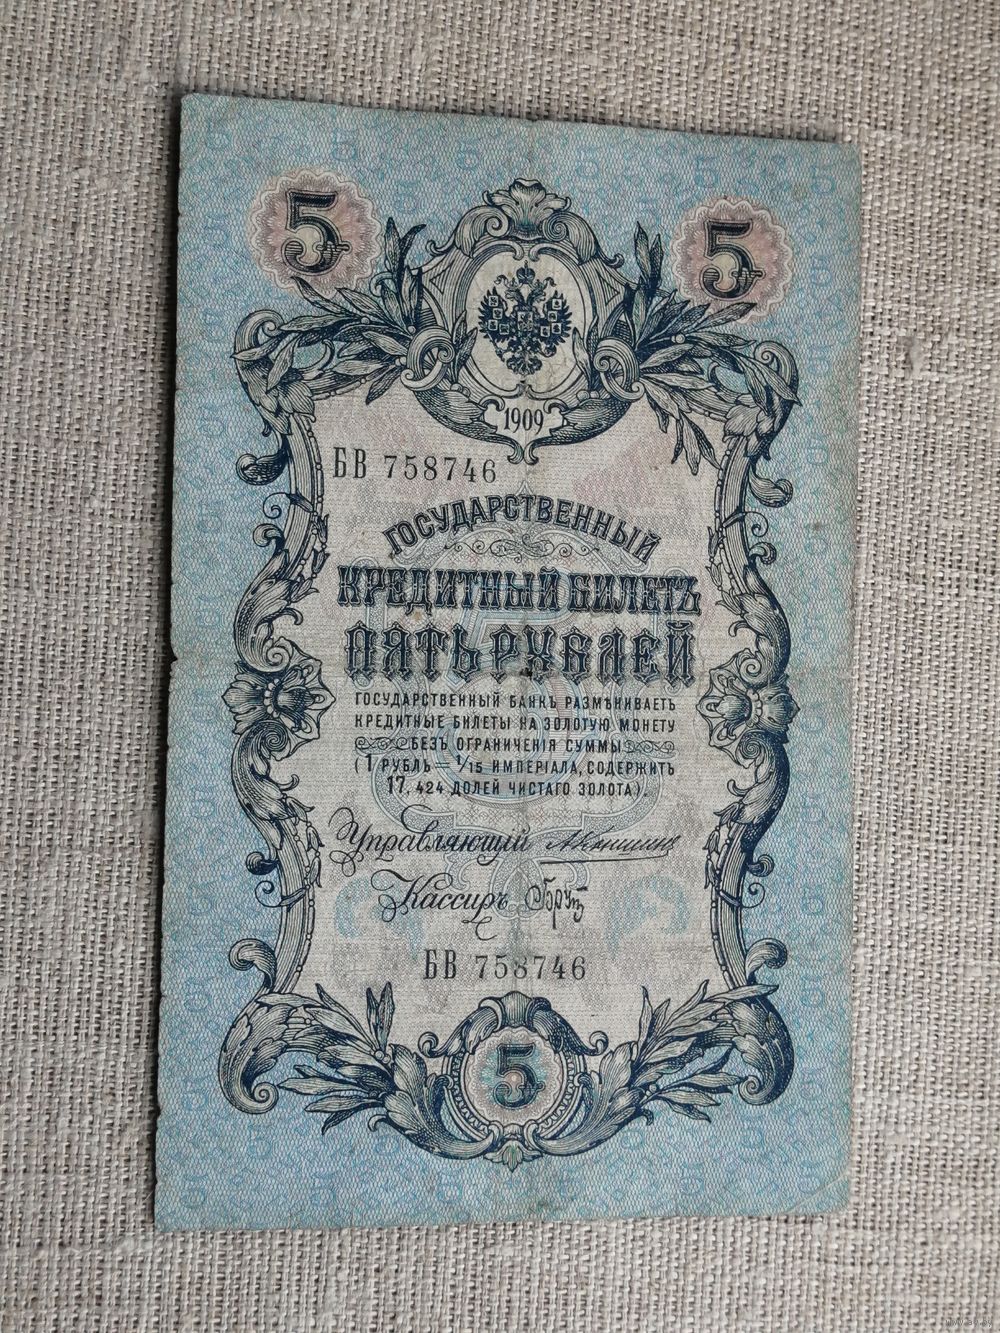 5 5
1909
БВ 758746
ГОСУДАРСТВЕННЫЙ
КРЕДИТНЫЙ БИЛЕТЪ
ПЯТЬ РУБЛЕЙ
ГОСУДАРСТВЕННЫЙ БАНКЪ РАЗМѢНИВАЕТЪ
КРЕДИТНЫЕ БИЛЕТЫ НА ЗОЛОТУЮ МОНЕТУ
БЕЗЪ ОГРАНИЧЕНІЯ СУММЫ
(1 РУБЛЬ = 1/15 ИМПЕРІАЛА, СОДЕРЖИТЪ
17,424 ДОЛЕЙ ЧИСТАГО ЗОЛОТА).
Управляющій
Кассиръ
БВ 758746
5